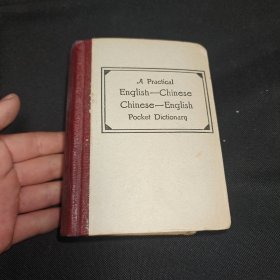 A Practical
English—Chinese
Chinese—English
Pocket Dictionary